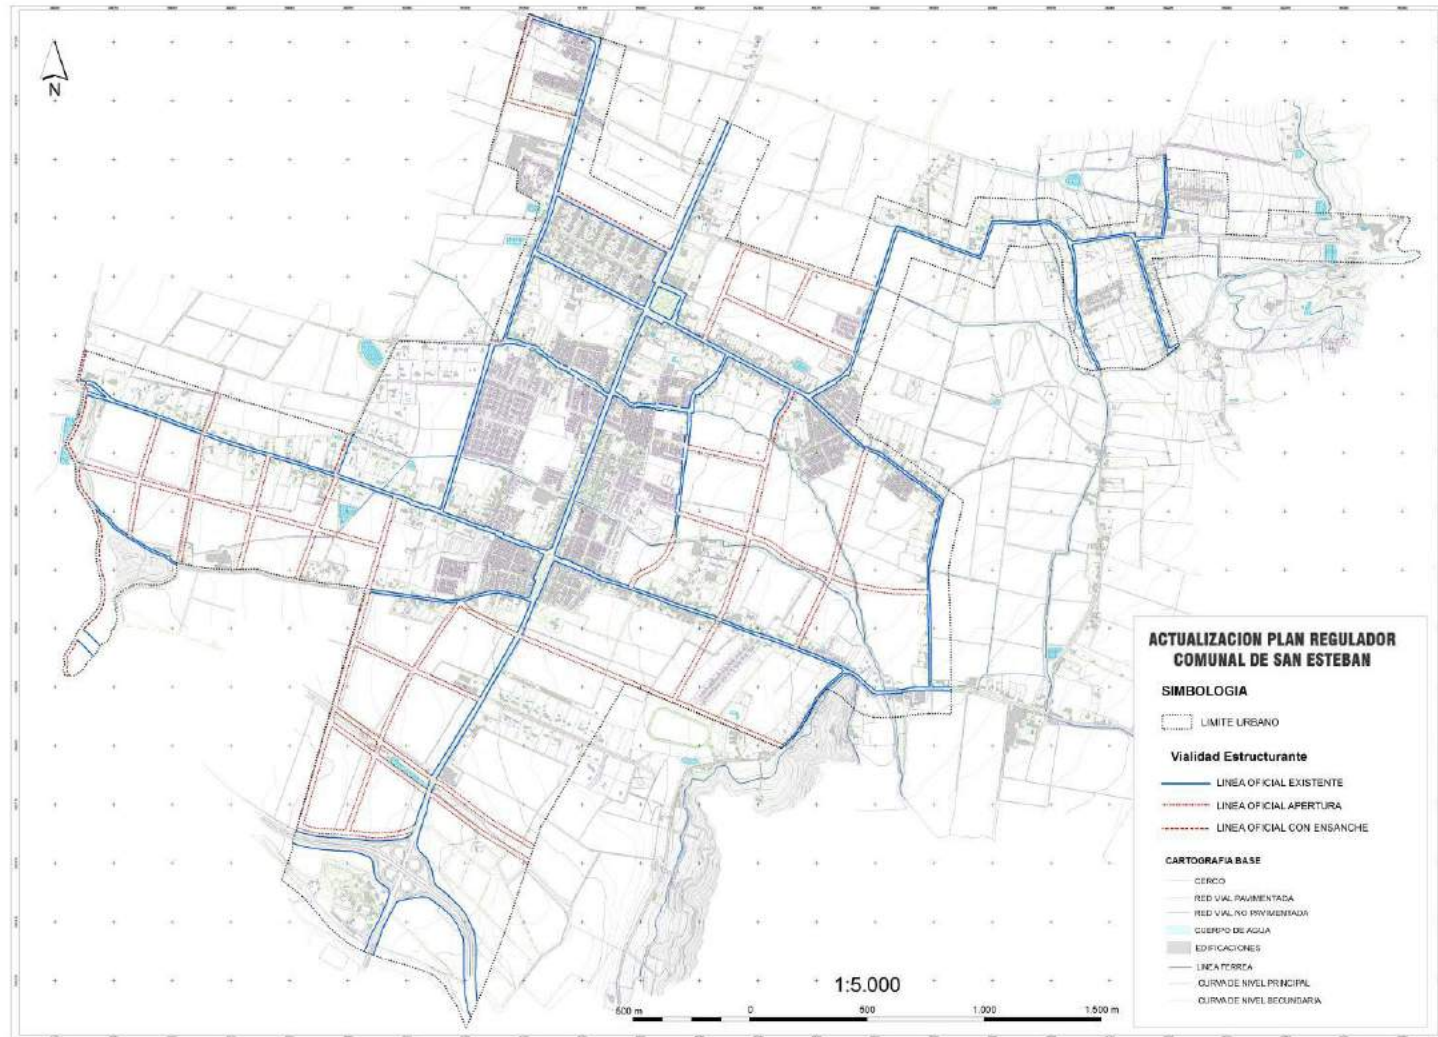 N
ACTUALIZACION PLAN REGULADOR
COMUNAL DE SAN ESTEBAN
SIMBOLOGIA
LIMITE URBANO
Vialidad Estructurante
LINEA OFICIAL EXISTENTE
LINEA OFICIAL APERTURA
LINEA OFICIAL CON ENSANCHE
CARTOGRAFIA BASE
CERCO
RED VIAL PAVIMENTADA
RED VIAL NO PAVIMENTADA
CUERPO DE AGUA
EDIFICACIONES
LINEA FERREA
CURVA DE NIVEL PRINCIPAL
CURVA DE NIVEL SECUNDARIA
1:5.000
500 m 0 500 1.000 1.500 m